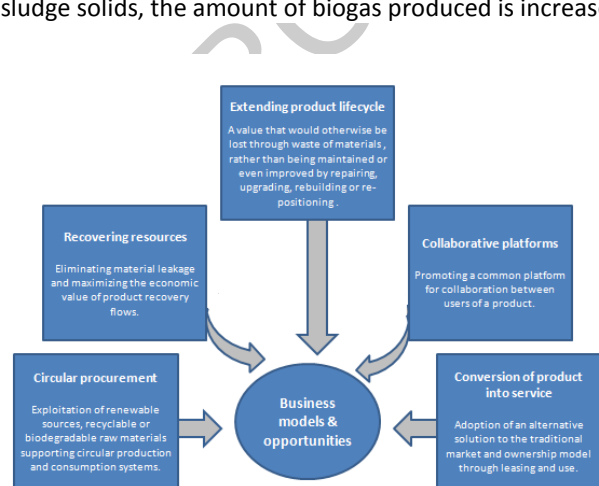 sludge solids, the amount of biogas produced is increase
Extending product lifecycle
A value that would otherwise be
lost through waste of materials ,
rather than being maintained or
even improved by repairing,
upgrading, rebuilding or re-
positioning .
Recovering resources
Eliminating material leakage
and maximizing the economic
value of product recovery
flows.
Collaborative platforms
Promoting a common platform
for collaboration between
users of a product.
Circular procurement
Exploitation of renewable
sources, recyclable or
biodegradable raw materials
supporting circular production
and consumption systems.
Business
models &
opportunities
Conversion of product
into service
Adoption of an alternative
solution to the traditional
market and ownership model
through leasing and use.